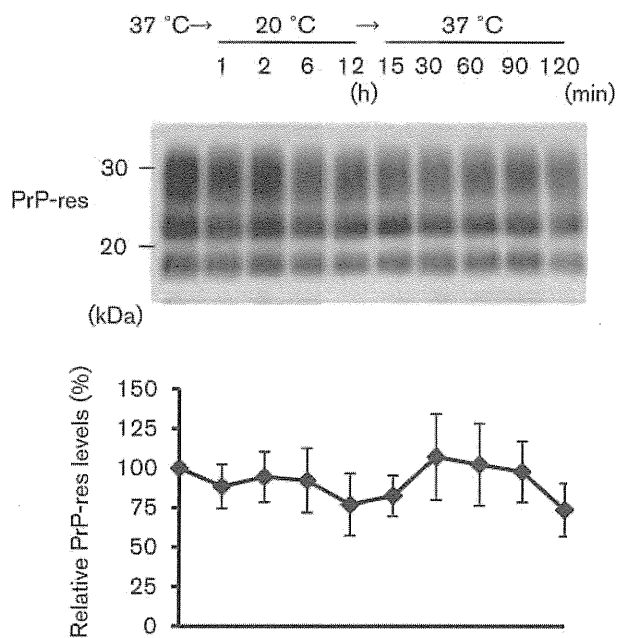 37 °C→ 20 °C → 37 °C
1 2 6 12 15 30 60 90 120
(h) (min)
30
PrP-res
20
(kDa)
Relative PrP-res levels (%)
150
125
100
75
50
25
0